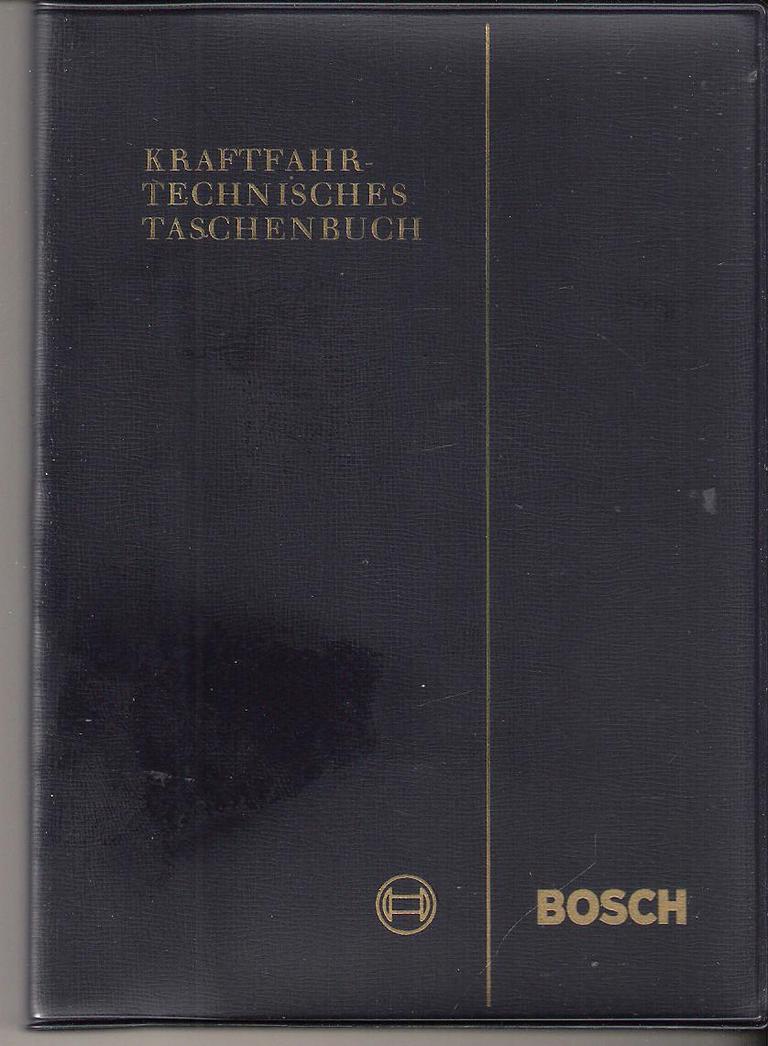 KRAFTFAHR-
TECHNISCHES
TASCHENBUCH
BOSCH